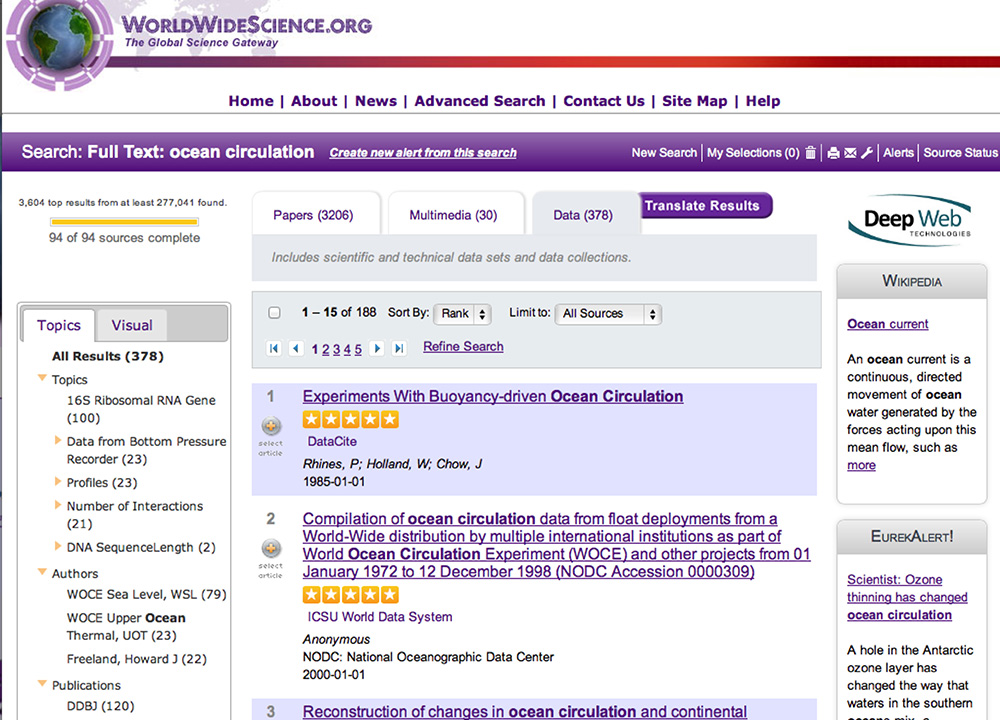 WORLDWIDESCIENCE.ORG
The Global Science Gateway
Home | About | News | Advanced Search | Contact Us | Site Map | Help
Search: Full Text: ocean circulation Create new alert from this search
New Search | My Selections (0) | Alerts | Source Status
3,604 top results from at least 277,041 found.
94 of 94 sources complete
Topics Visual
All Results (378)
Topics
16S Ribosomal RNA Gene
(100)
Data from Bottom Pressure
Recorder (23)
Profiles (23)
Number of Interactions
(21)
DNA SequenceLength (2)
Authors
WOCE Sea Level, WSL (79)
WOCE Upper Ocean
Thermal, UOT (23)
Freeland, Howard J (22)
Publications
DDBJ (120)
Papers (3206) Multimedia (30) Data (378) Translate Results
Includes scientific and technical data sets and data collections.
1 – 15 of 188 Sort By: Rank Limit to: All Sources
1 2 3 4 5 Refine Search
1 Experiments With Buoyancy-driven Ocean Circulation
select
article
DataCite
Rhines, P; Holland, W; Chow, J
1985-01-01
2 Compilation of ocean circulation data from float deployments from a
World-Wide distribution by multiple international institutions as part of
World Ocean Circulation Experiment (WOCE) and other projects from 01
January 1972 to 12 December 1998 (NODC Accession 0000309)
select
article
ICSU World Data System
Anonymous
NODC: National Oceanographic Data Center
2000-01-01
3 Reconstruction of changes in ocean circulation and continental
Deep Web
TECHNOLOGIES
WIKIPEDIA
Ocean current
An ocean current is a
continuous, directed
movement of ocean
water generated by the
forces acting upon this
mean flow, such as
more
EUREKALERT!
Scientist: Ozone
thinning has changed
ocean circulation
A hole in the Antarctic
ozone layer has
changed the way that
waters in the southern